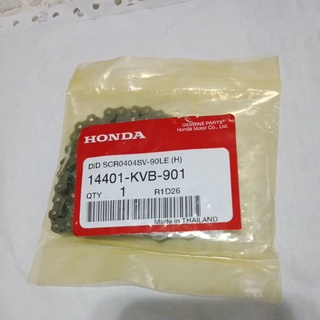 GENUINE PARTS
Honda Motor Co., Ltd.
HONDA
DID SCR0404SV-90LE (H)
14401-KVB-901
QTY 1 R1D26
Made in THAILAND